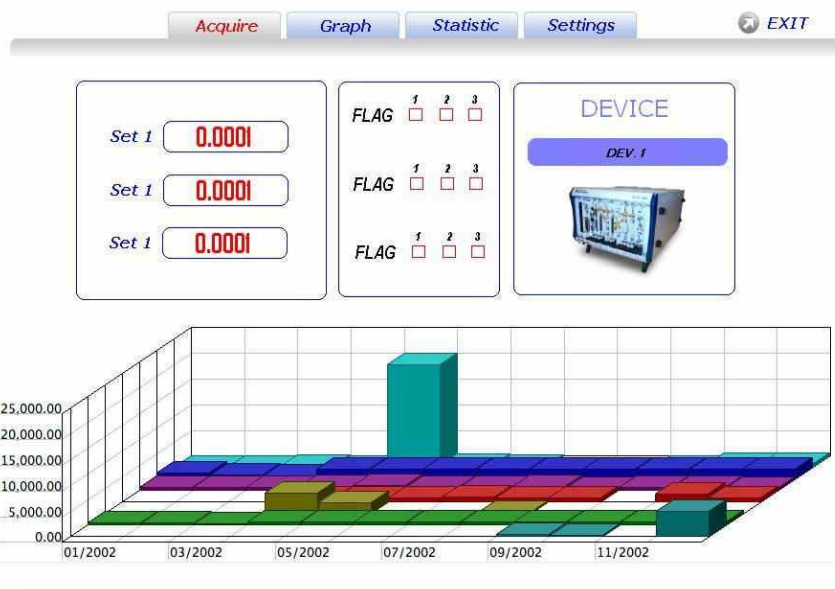 Acquire Graph Statistic Settings EXIT
Set 1 0.0001
Set 1 0.0001
Set 1 0.0001
1 2 3
FLAG
1 2 3
FLAG
1 2 3
FLAG
DEVICE
DEV. 1
25,000.00
20,000.00
15,000.00
10,000.00
5,000.00
0.00
01/2002 03/2002 05/2002 07/2002 09/2002 11/2002